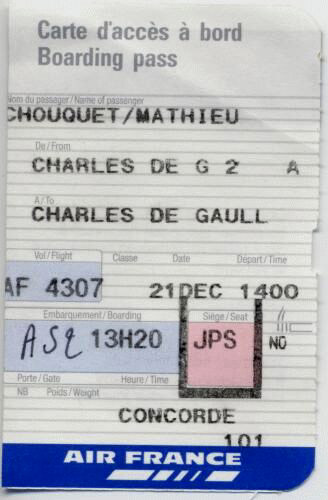 Carte d'accès à bord
Boarding pass
Nom du passager / Name of passenger
CHOUQUET/MATHIEU
De / From
CHARLES DE G 2 A
A / To
CHARLES DE GAULL
Vol / Flight Classe Date Départ / Time
AF 4307 21DEC 1400
Embarquement / Boarding Siège / Seat
AS2 13H20 JPS NO
Porte / Gate Heure / Time
NB Poids / Weight
CONCORDE
101
AIR FRANCE